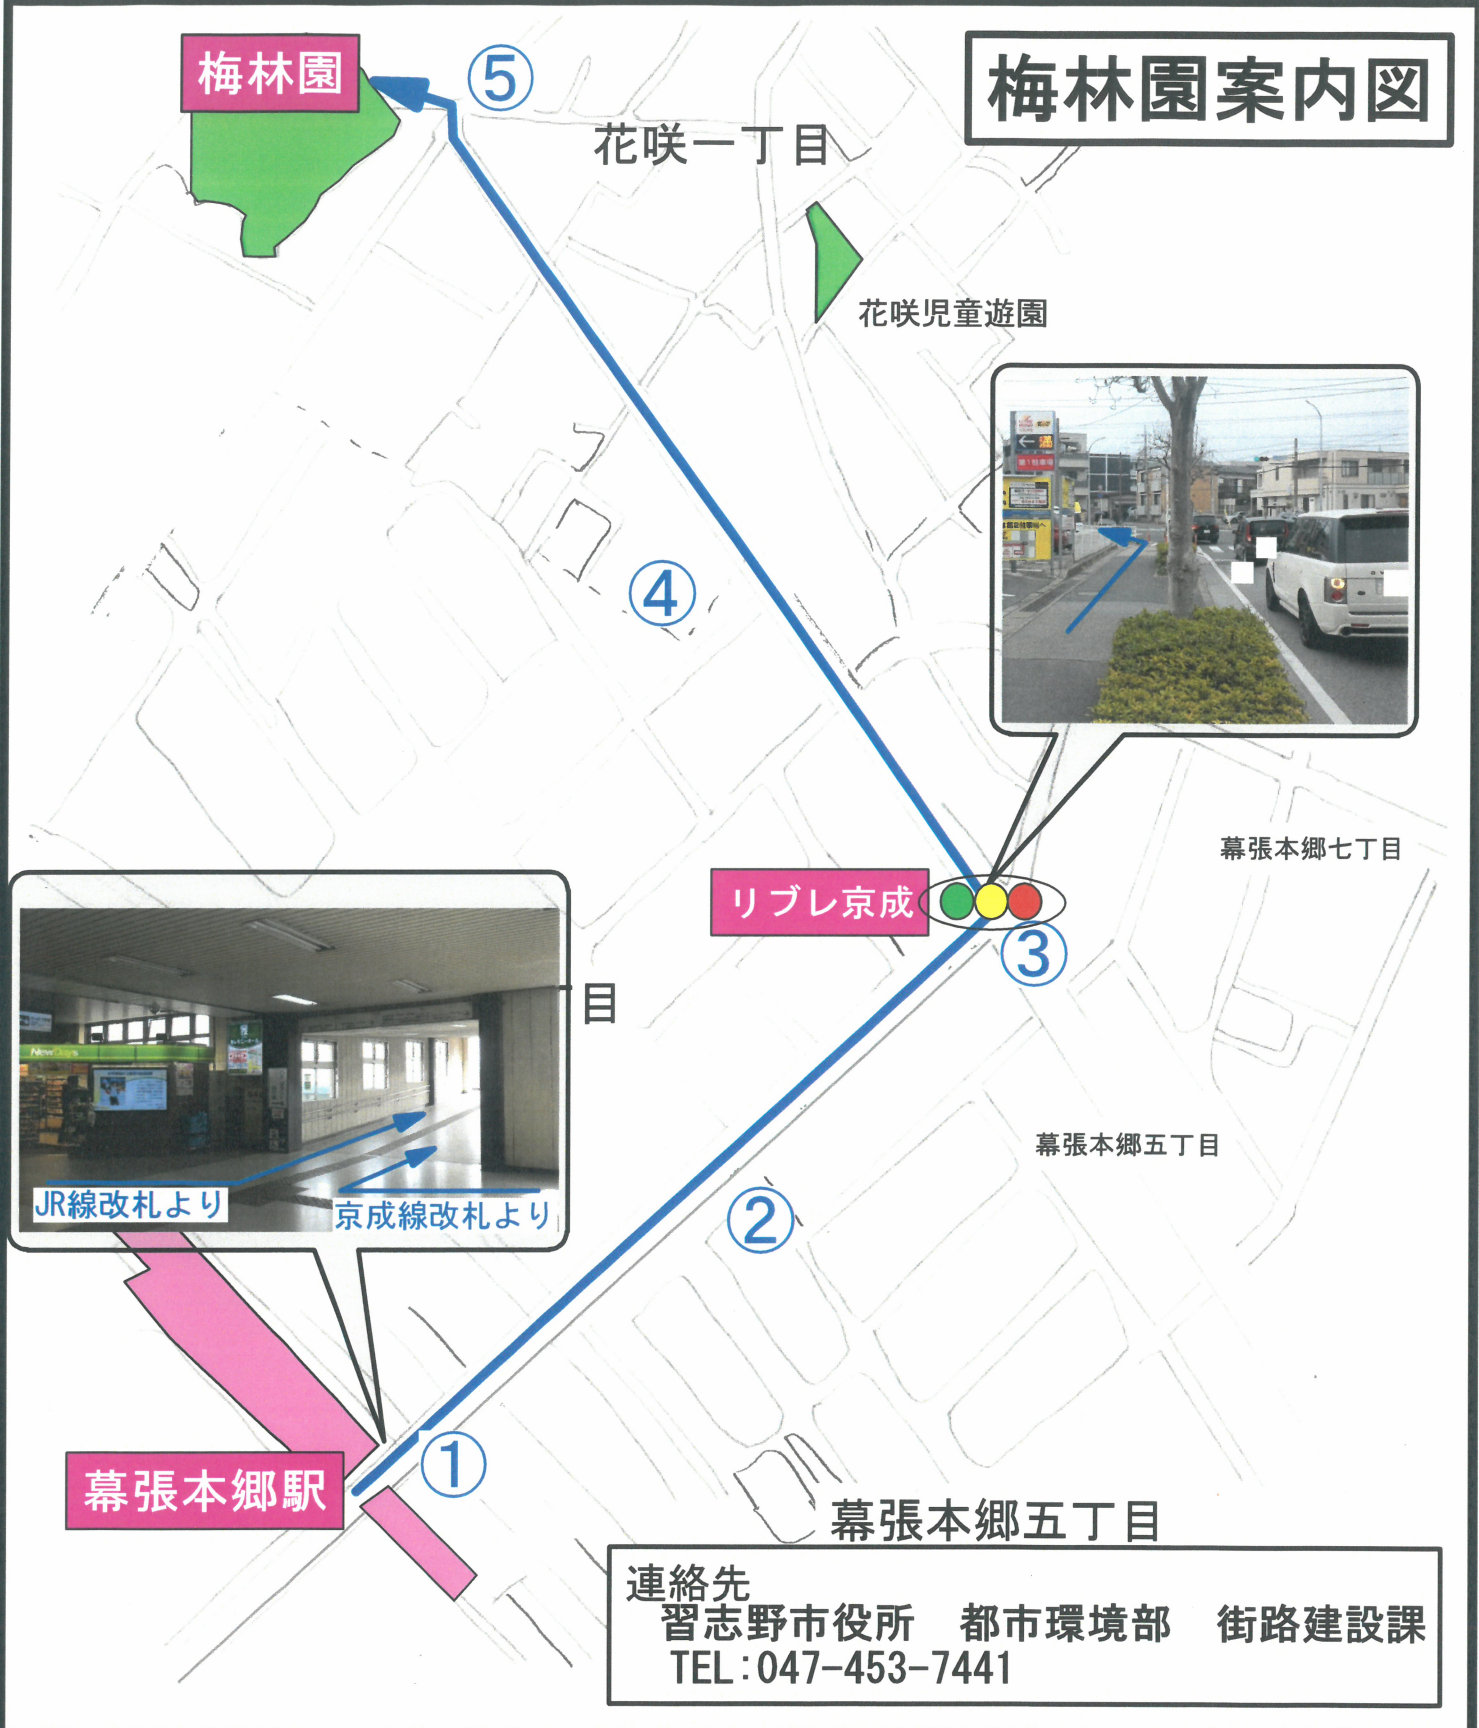 梅林園案内図
梅林園
⑤
花咲一丁目
花咲児童遊園
④
満
幕張本郷七丁目
リブレ京成
③
目
NewDays
JR線改札より
京成線改札より
幕張本郷五丁目
②
①
幕張本郷駅
幕張本郷五丁目
連絡先
習志野市役所 都市環境部 街路建設課
TEL:047-453-7441